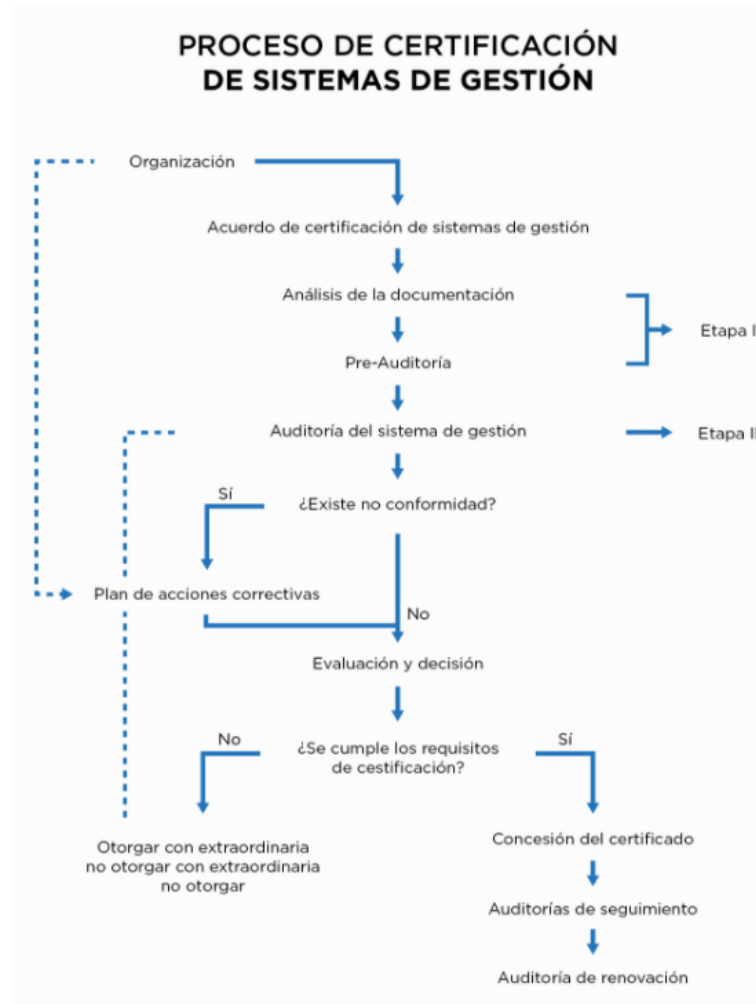 PROCESO DE CERTIFICACIÓN
DE SISTEMAS DE GESTIÓN
Organización
Acuerdo de certificación de sistemas de gestión
Análisis de la documentación
Etapa I
Pre-Auditoría
Auditoría del sistema de gestión
Etapa II
Sí
¿Existe no conformidad?
Plan de acciones correctivas
No
Evaluación y decisión
No
¿Se cumple los requisitos
de cestificación?
Sí
Otorgar con extraordinaria
no otorgar con extraordinaria
no otorgar
Concesión del certificado
Auditorías de seguimiento
Auditoría de renovación